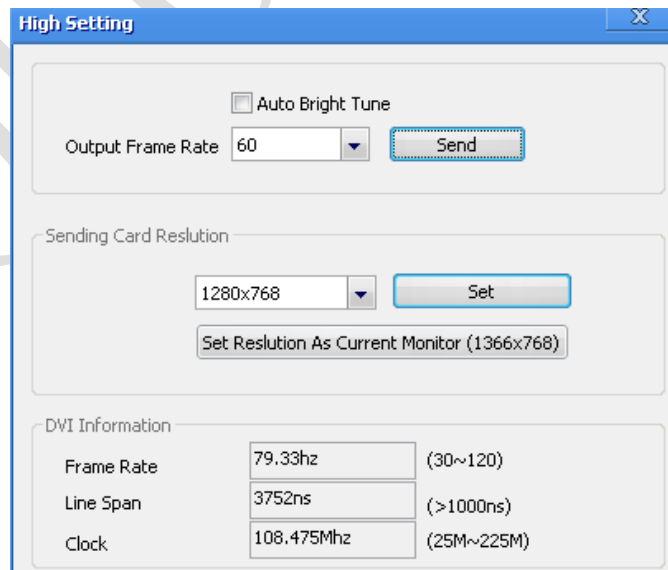 High Setting
X
Auto Bright Tune
Output Frame Rate 60 Send
Sending Card Reslution
1280x768 Set
Set Reslution As Current Monitor (1366x768)
DVI Information
Frame Rate 79.33hz (30~120)
Line Span 3752ns (>1000ns)
Clock 108.475Mhz (25M~225M)